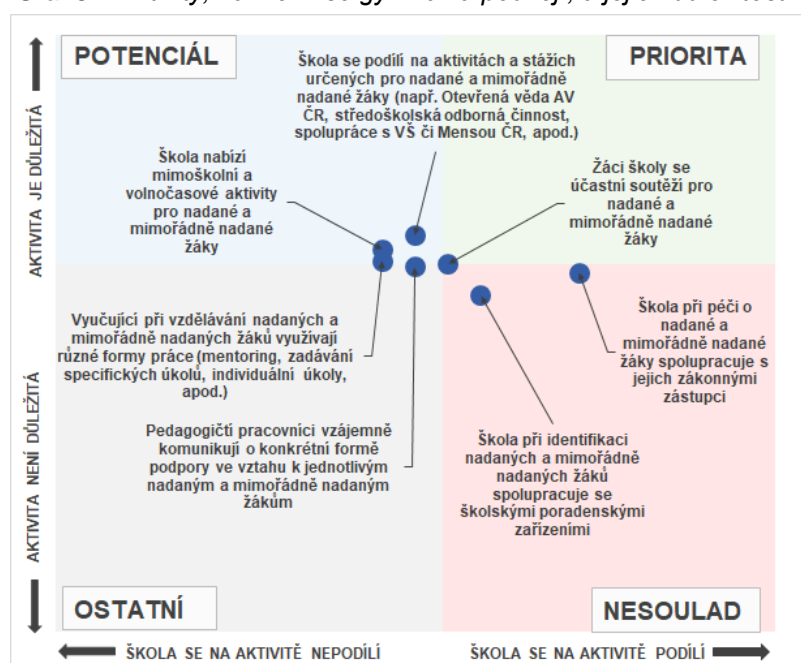 POTENCIÁL
PRIORITA
Škola se podílí na aktivitách a stážích
určených pro nadané a mimořádně
nadané žáky (např. Otevřená věda AV
ČR, středoškolská odborná činnost,
spolupráce s VŠ či Mensou ČR, apod.)
Škola nabízí
mimoškolní a
volnočasové aktivity
pro nadané a
mimořádně nadané
žáky
Žáci školy se
účastní soutěží pro
nadané a
mimořádně nadané
žáky
Vyučující při vzdělávání nadaných a
mimořádně nadaných žáků využívají
různé formy práce (mentoring, zadávání
specifických úkolů, individuální úkoly,
apod.)
Škola při péči o
nadané a
mimořádně nadané
žáky spolupracuje s
jejich zákonnými
zástupci
Pedagogičtí pracovníci vzájemně
komunikují o konkrétní formě
podpory ve vztahu k jednotlivým
nadaným a mimořádně nadaným
žákům
Škola při identifikaci
nadaných a mimořádně
nadaných žáků
spolupracuje se
školskými poradenskými
zařízeními
OSTATNÍ
NESOULAD
AKTIVITA JE DŮLEŽITÁ
AKTIVITA NENÍ DŮLEŽITÁ
ŠKOLA SE NA AKTIVITĚ NEPODÍLÍ
ŠKOLA SE NA AKTIVITĚ PODÍLÍ